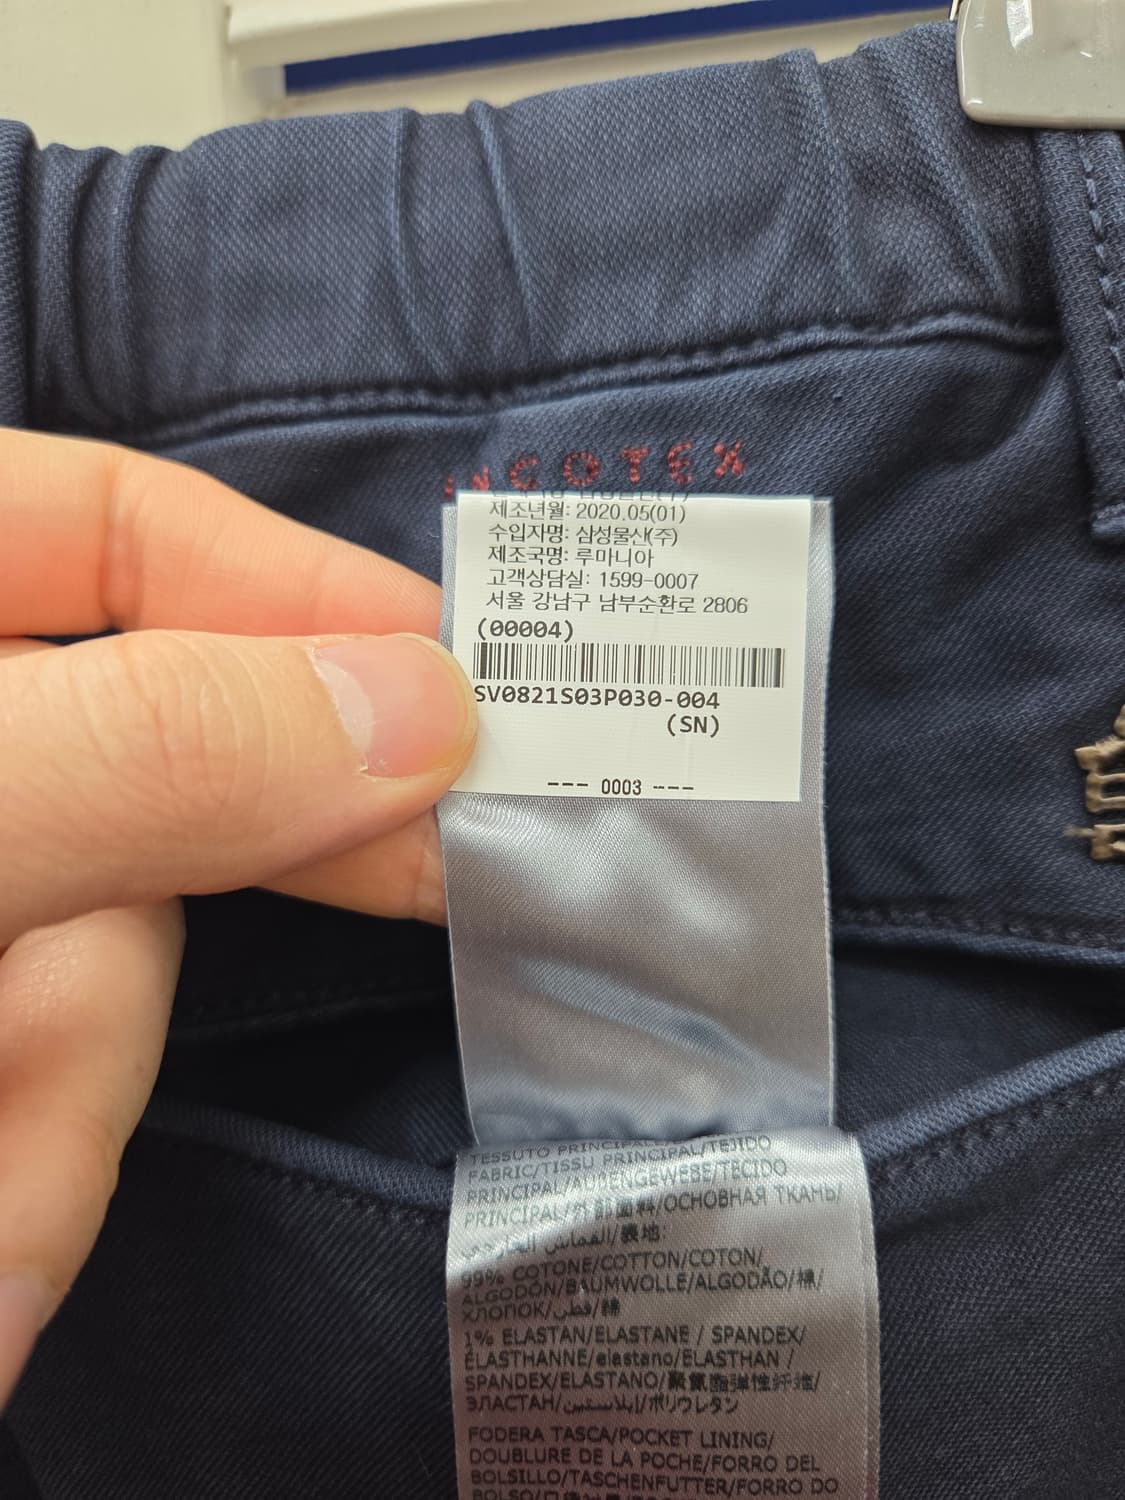 INCOTEX
제조년월: 2020.05(01)
수입자명: 삼성물산(주)
제조국명: 루마니아
고객상담실: 1599-0007
서울 강남구 남부순환로 2806
(00004)
SV0821S03P030-004
(SN)
--- 0003 ----
TESSUTO PRINCIPALE/TEJIDO
FABRIC/TISSU PRINCIPAL/TEJIDO
PRINCIPAL/AUßENGEWEBE/TECIDO
PRINCIPAL/外部面料/ОСНОВНАЯ ТКАНЬ/
/表地:
99% COTONE/COTTON/COTON/
ALGODÓN/BAUMWOLLE/ALGODÃO/棉/
ХЛОПОК/قطن/綿
1% ELASTAN/ELASTANE / SPANDEX/
ÉLASTHANNE/elastano/ELASTHAN /
SPANDEX/ELASTANO/聚氨酯弹性纤维/
ЭЛАСТАН/إيلاستين/ポリウレタン
FODERA TASCA/POCKET LINING/
DOUBLURE DE LA POCHE/FORRO DEL
BOLSILLO/TASCHENFUTTER/FORRO DO